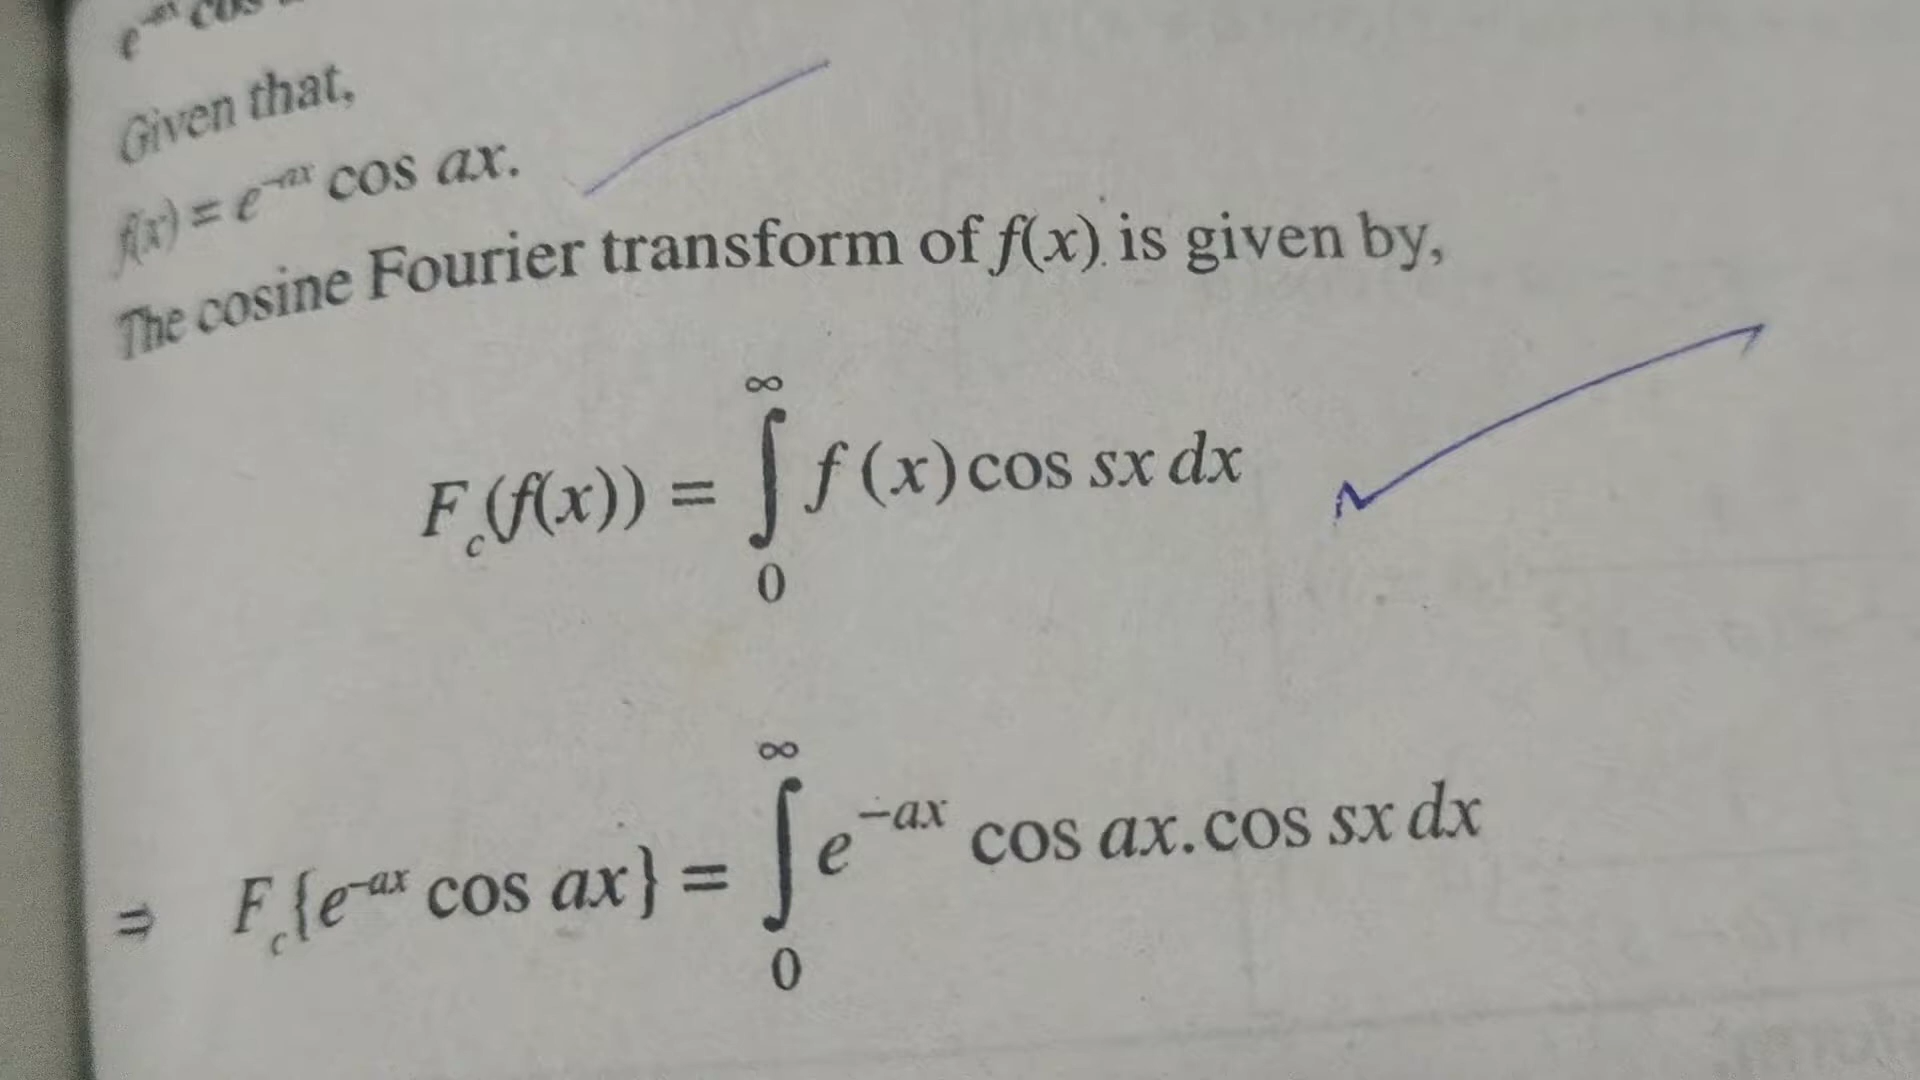 Given that,
f(x) = e^{-ax} cos ax.
The cosine Fourier transform of f(x) is given by,
F_c(f(x)) = ∫_0^∞ f(x) cos sx dx
⇒ F_c{e^{-ax} cos ax} = ∫_0^∞ e^{-ax} cos ax. cos sx dx